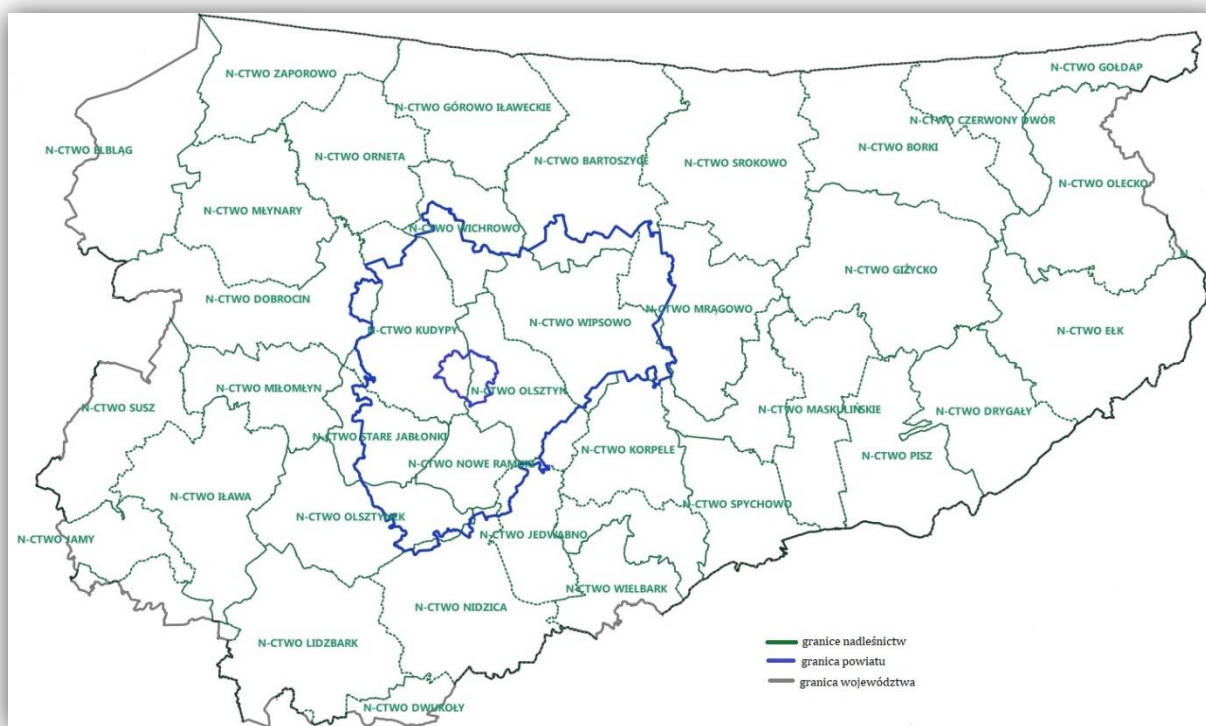 N-CTWO ZAPOROWO
N-CTWO GOŁDAP
N-CTWO GÓROWO IŁAWECKIE
N-CTWO CZERWONY DWÓR
N-CTWO ELBLĄG
N-CTWO ORNETA
N-CTWO BARTOSZYCE
N-CTWO SROKOWO
N-CTWO BORKI
N-CTWO OLECKO
N-CTWO MŁYNARY
N-CTWO WICHROWO
N-CTWO GIŻYCKO
N-CTWO DOBROCIN
N-CTWO MRĄGOWO
N-CTWO WIPSOWO
N-CTWO KUDYPY
N-CTWO EŁK
N-CTWO MIŁOMŁYN
N-CTWO OLSZTYN
N-CTWO SUSZ
N-CTWO MASKULIŃSKIE
N-CTWO DRYGAŁY
N-CTWO STARE JABŁONKI
N-CTWO KORPELE
N-CTWO PISZ
N-CTWO NOWE RAMUKI
N-CTWO IŁAWA
N-CTWO SPYCHOWO
N-CTWO OLSZTYNEK
N-CTWO JEDWABNO
N-CTWO JAMY
N-CTWO WIELBARK
N-CTWO NIDZICA
N-CTWO LIDZBARK
granice nadleśnictw
granica powiatu
granica województwa
N-CTWO DWUKOŁY